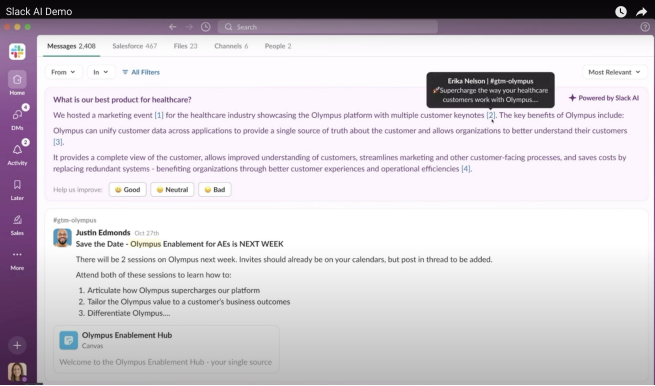 Slack AI Demo
Search
Messages 2,408 Salesforce 467 Files 23 Channels 6 People 2
From In All Filters Most Relevant
Erika Nelson | #gtm-olympus
🚀Supercharge the way your healthcare
customers work with Olympus....
What is our best product for healthcare? Powered by Slack AI
We hosted a marketing event [1] for the healthcare industry showcasing the Olympus platform with multiple customer keynotes [2]. The key benefits of Olympus include:
Olympus can unify customer data across applications to provide a single source of truth about the customer and allows organizations to better understand their customers
[3].
It provides a complete view of the customer, allows improved understanding of customers, streamlines marketing and other customer-facing processes, and saves costs by
replacing redundant systems - benefiting organizations through better customer experiences and operational efficiencies [4].
Help us improve: Good Neutral Bad
Home
4
DMs
2
Activity
Later
Sales
More
#gtm-olympus
Justin Edmonds Oct 27th
Save the Date - Olympus Enablement for AEs is NEXT WEEK
There will be 2 sessions on Olympus next week. Invites should already be on your calendars, but post in thread to be added.
Attend both of these sessions to learn how to:
1. Articulate how Olympus supercharges our platform
2. Tailor the Olympus value to a customer's business outcomes
3. Differentiate Olympus....
Olympus Enablement Hub
Canvas
Welcome to the Olympus Enablement Hub - your single source